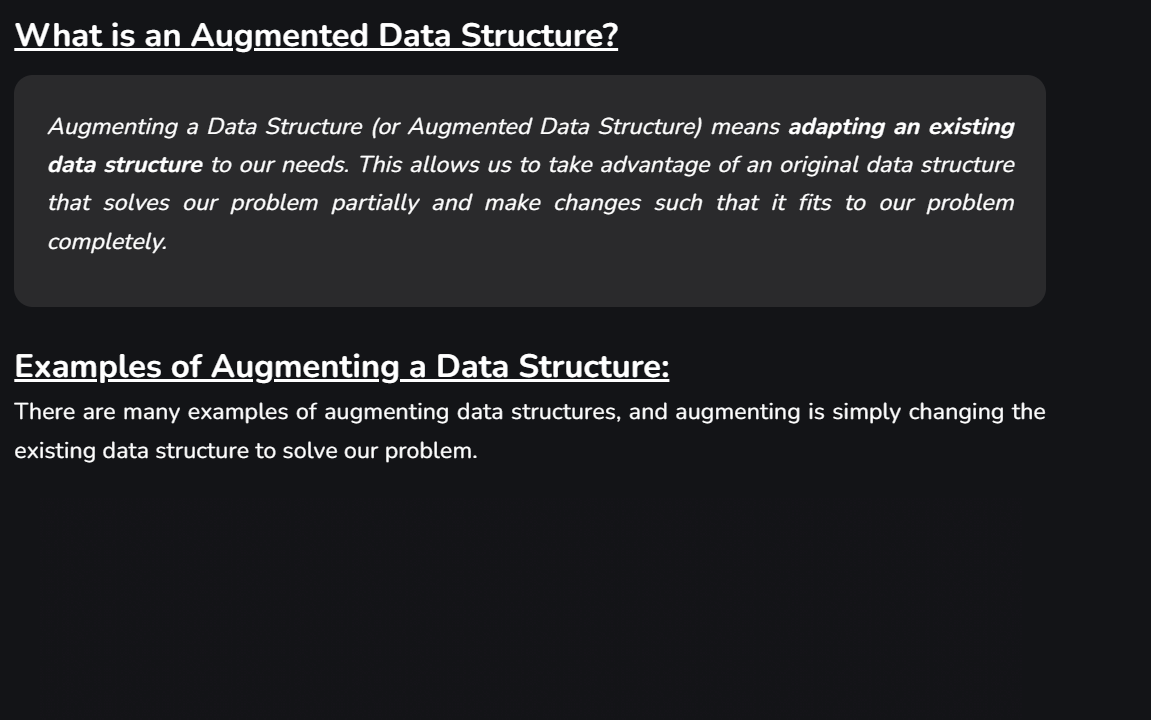 What is an Augmented Data Structure?
Augmenting a Data Structure (or Augmented Data Structure) means adapting an existing
data structure to our needs. This allows us to take advantage of an original data structure
that solves our problem partially and make changes such that it fits to our problem
completely.
Examples of Augmenting a Data Structure:
There are many examples of augmenting data structures, and augmenting is simply changing the
existing data structure to solve our problem.